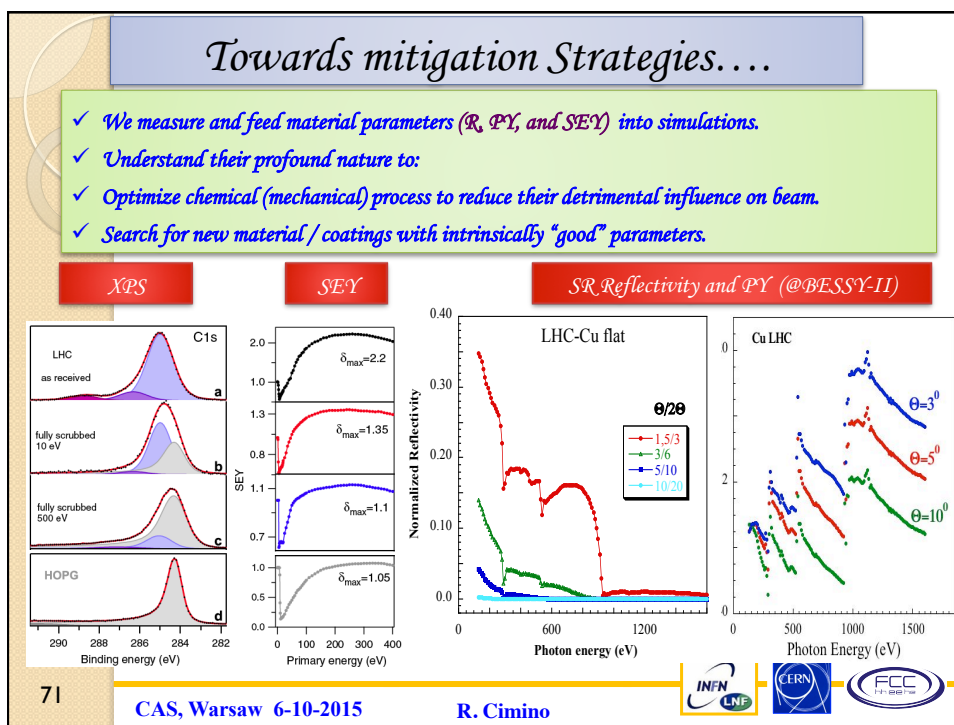 Towards mitigation Strategies….
✓ We measure and feed material parameters (R, PY, and SEY) into simulations.
✓ Understand their profound nature to:
✓ Optimize chemical (mechanical) process to reduce their detrimental influence on beam.
✓ Search for new material / coatings with intrinsically “good” parameters.
XPS
SEY
SR Reflectivity and PY (@BESSY-II)
C1s
LHC
as received
a
fully scrubbed
10 eV
b
fully scrubbed
500 eV
c
HOPG
d
290 288 286 284 282
Binding energy (eV)
SEY
2.0
1.0
δmax=2.2
1.3
0.8
δmax=1.35
1.1
0.7
δmax=1.1
1.0
0.5
0.0
δmax=1.05
0 100 200 300 400
Primary energy (eV)
LHC-Cu flat
Normalized Reflectivity
0.40
0.30
0.20
0.10
0.0
Θ/2Θ
1,5/3
3/6
5/10
10/20
0 600 1200
Photon energy (eV)
Cu LHC
0
2
0
Θ=3⁰
Θ=5⁰
Θ=10⁰
0 500 1000 1500
Photon Energy (eV)
71
CAS, Warsaw 6-10-2015
R. Cimino
INFN
LNF
CERN
FCC
hh ee he